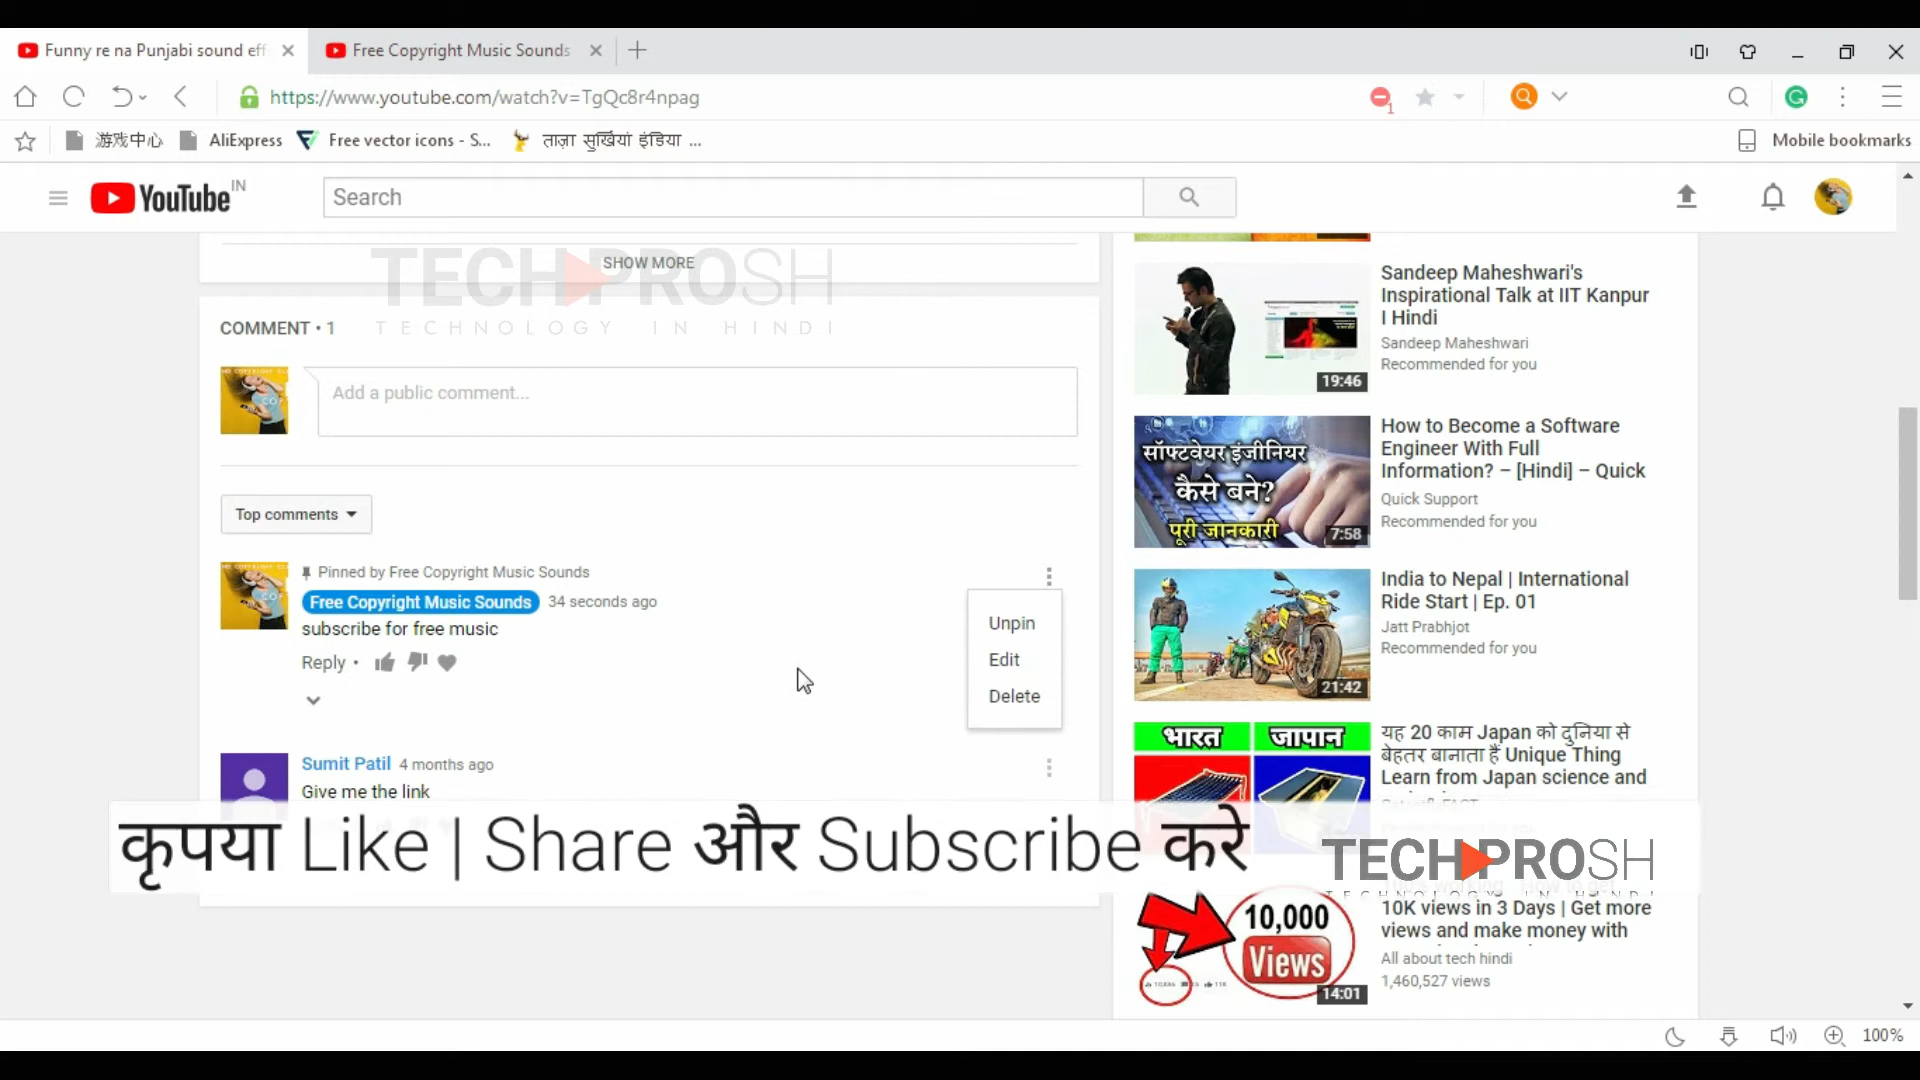 Funny re na Punjabi sound eff
Free Copyright Music Sounds
https://www.youtube.com/watch?v=TgQc8r4npag
1
游戏中心
AliExpress
Free vector icons - S...
ताज़ा सुर्खियां इंडिया ...
Mobile bookmarks
YouTube IN
Search
TECH PROSH
TECHNOLOGY IN HINDI
SHOW MORE
COMMENT • 1
Add a public comment...
Top comments
Pinned by Free Copyright Music Sounds
Free Copyright Music Sounds 34 seconds ago
subscribe for free music
Reply •
Unpin
Edit
Delete
Sumit Patil 4 months ago
Give me the link
Sandeep Maheshwari's
Inspirational Talk at IIT Kanpur
I Hindi
Sandeep Maheshwari
Recommended for you
19:46
सॉफ्टवेयर इंजीनियर
कैसे बने?
पूरी जानकारी
7:58
How to Become a Software
Engineer With Full
Information? – [Hindi] – Quick
Quick Support
Recommended for you
India to Nepal | International
Ride Start | Ep. 01
Jatt Prabhjot
Recommended for you
21:42
भारत जापान
यह 20 काम Japan को दुनिया से
बेहतर बानाता हैं Unique Thing
Learn from Japan science and
कृपया Like | Share और Subscribe करे
TECH PROSH
10K views in 3 Days | Get more
views and make money with
All about tech hindi
1,460,527 views
10,000
Views
14:01
100%